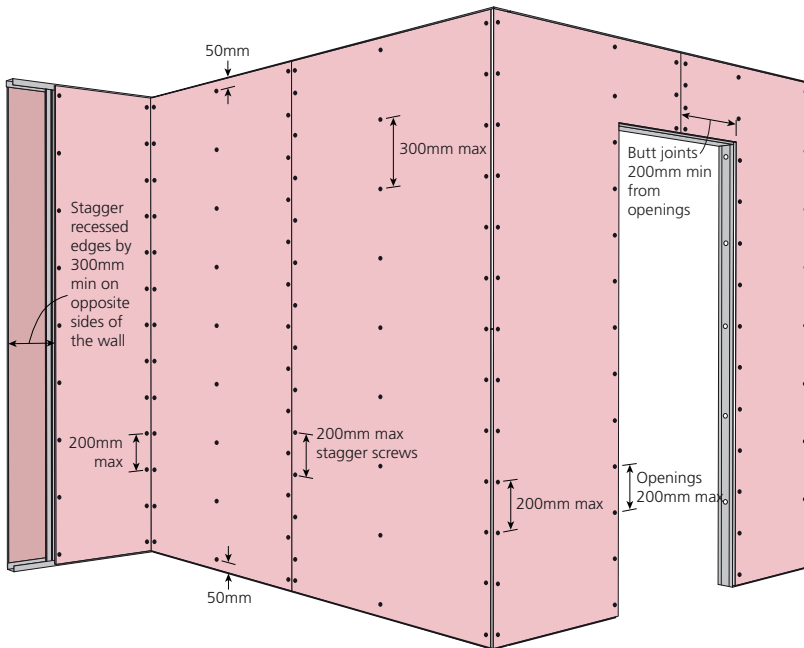 50mm
300mm max
Butt joints
200mm min
from
openings
Stagger
recessed
edges by
300mm
min on
opposite
sides of
the wall
200mm
max
200mm max
stagger screws
200mm max
Openings
200mm max
50mm